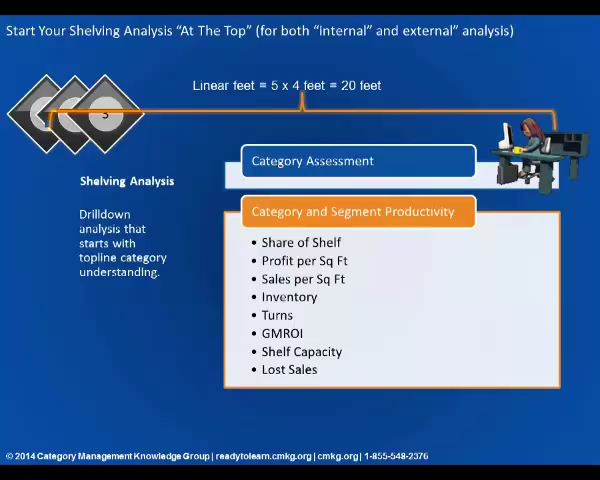 Start Your Shelving Analysis “At The Top” (for both “internal” and external” analysis)
Linear feet = 5 x 4 feet = 20 feet
3
Category Assessment
Shelving Analysis
Drilldown
analysis that
starts with
topline category
understanding.
Category and Segment Productivity
• Share of Shelf
• Profit per Sq Ft
• Sales per Sq Ft
• Inventory
• Turns
• GMROI
• Shelf Capacity
• Lost Sales
© 2014 Category Management Knowledge Group | readytolearn.cmkg.org | cmkg.org | 1-855-548-2376